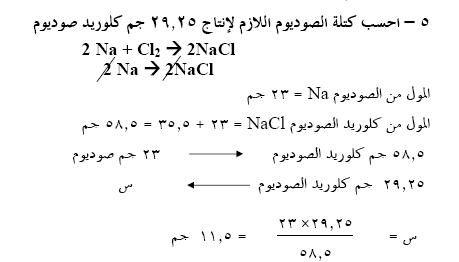 ٥ – احسب كتلة الصوديوم اللازم لإنتاج ٢٩,٢٥ جم كلوريد صوديوم
2 Na + Cl₂ → 2NaCl
2 Na → 2NaCl
المول من الصوديوم Na = ٢٣ جم
المول من كلوريد الصوديوم NaCl = ٢٣ + ٣٥,٥ = ٥٨,٥ جم
٥٨,٥ جم كلوريد الصوديوم ⟶ ٢٣ جم صوديوم
٢٩,٢٥ جم كلوريد الصوديوم ⟵ س
٢٩,٢٥ × ٢٣
س = ــــــــــ = ١١,٥ جم
٥٨,٥